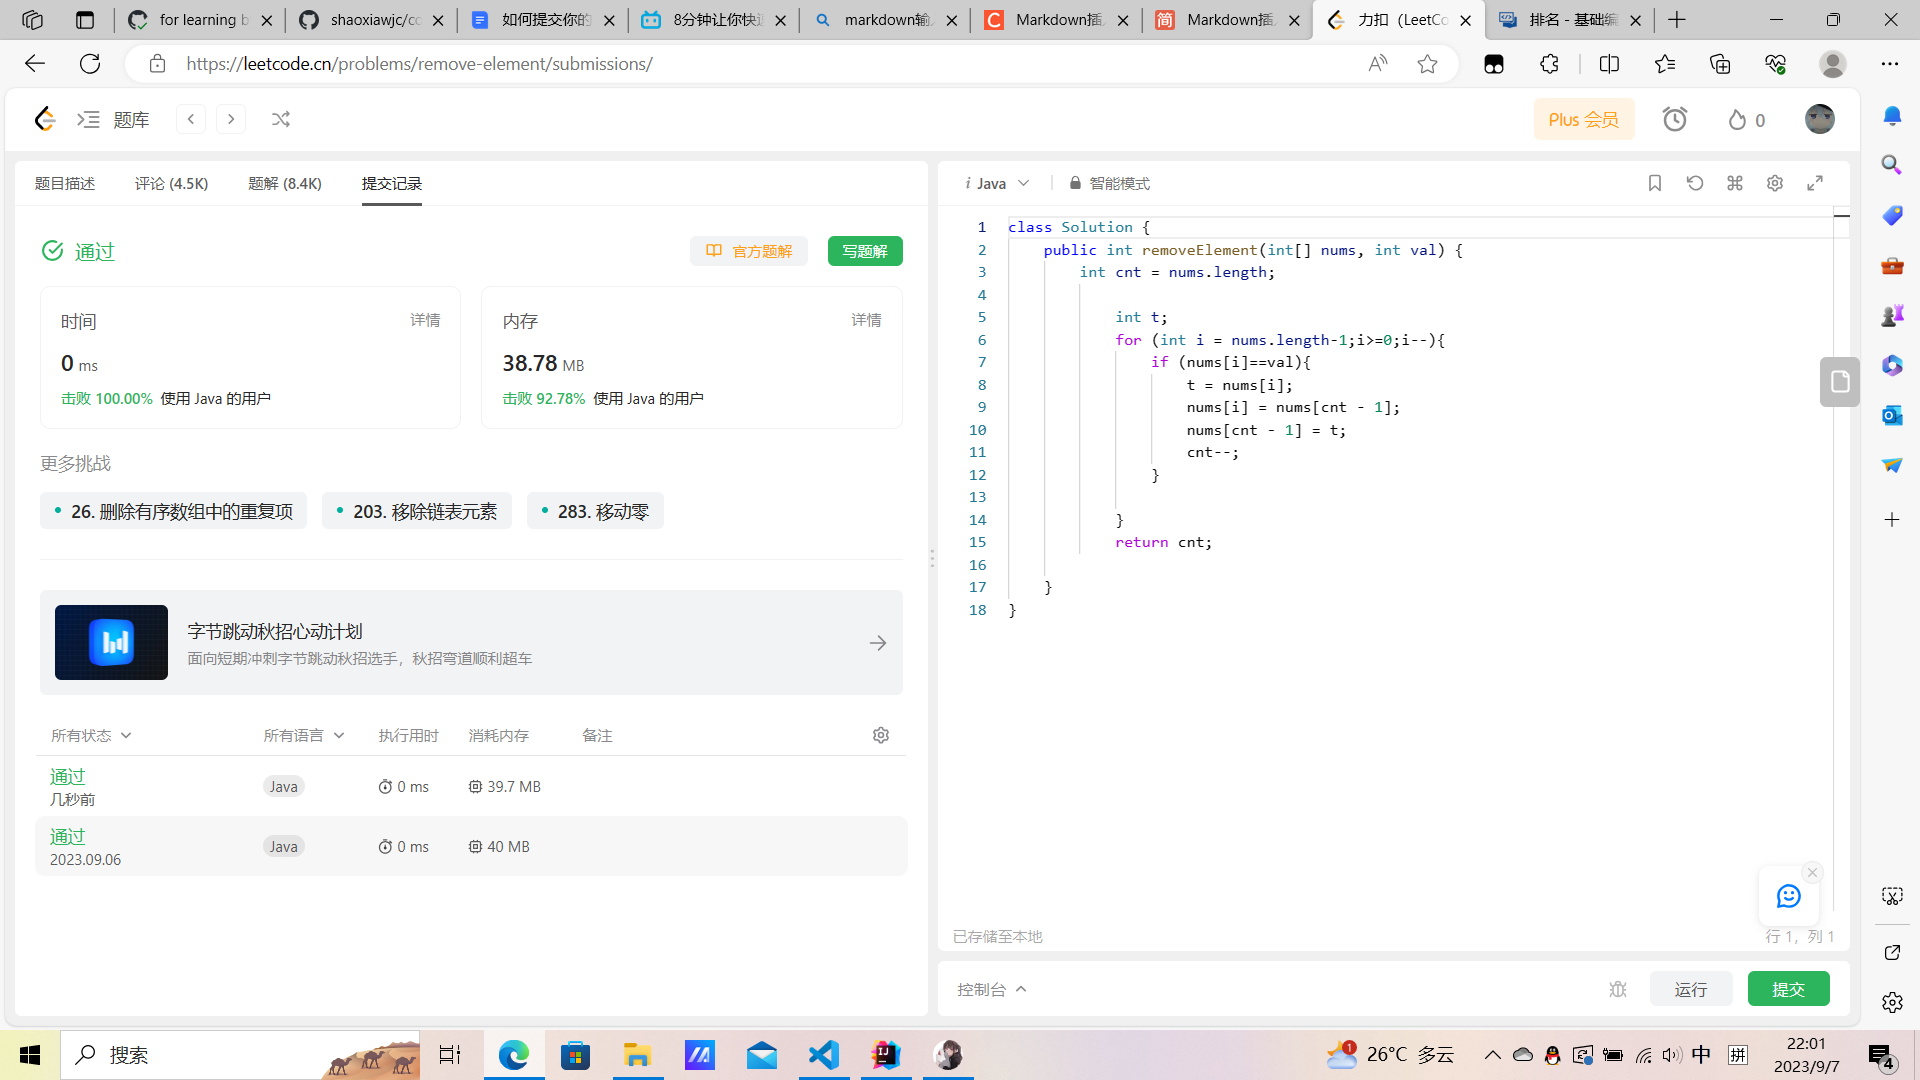 for learning b
shaoxiawjc/cc
如何提交你的
8分钟让你快速
markdown输入
Markdown插入
Markdown插入
力扣（LeetCo
排名 - 基础编
https://leetcode.cn/problems/remove-element/submissions/
题库
Plus 会员
0
题目描述
评论 (4.5K)
题解 (8.4K)
提交记录
i Java
智能模式
通过
官方题解
写题解
时间
详情
0 ms
击败 100.00% 使用 Java 的用户
内存
详情
38.78 MB
击败 92.78% 使用 Java 的用户
更多挑战
26. 删除有序数组中的重复项
203. 移除链表元素
283. 移动零
字节跳动秋招心动计划
面向短期冲刺字节跳动秋招选手，秋招弯道顺利超车
所有状态
所有语言
执行用时
消耗内存
备注
通过
几秒前
Java
0 ms
39.7 MB
通过
2023.09.06
Java
0 ms
40 MB
1 class Solution {
2 public int removeElement(int[] nums, int val) {
3 int cnt = nums.length;
4
5 int t;
6 for (int i = nums.length-1;i>=0;i--){
7 if (nums[i]==val){
8 t = nums[i];
9 nums[i] = nums[cnt - 1];
10 nums[cnt - 1] = t;
11 cnt--;
12 }
13
14 }
15 return cnt;
16
17 }
18 }
已存储至本地
行 1，列 1
控制台
运行
提交
搜索
1
26°C 多云
中
拼
22:01
2023/9/7
4